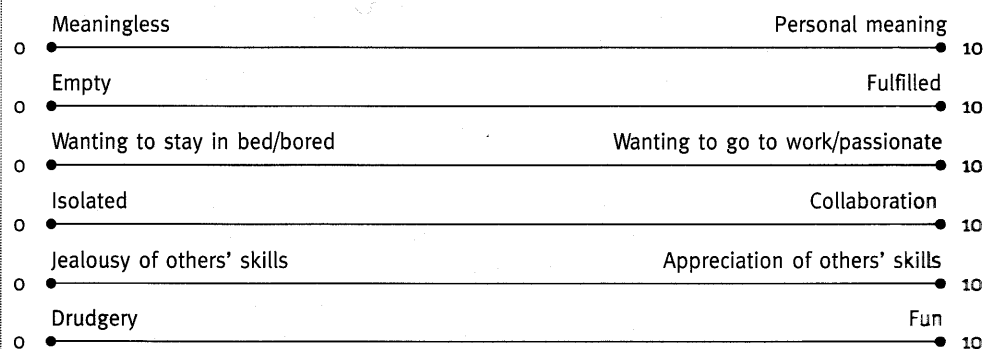 Meaningless Personal meaning
0 10
Empty Fulfilled
0 10
Wanting to stay in bed/bored Wanting to go to work/passionate
0 10
Isolated Collaboration
0 10
Jealousy of others' skills Appreciation of others' skills
0 10
Drudgery Fun
0 10